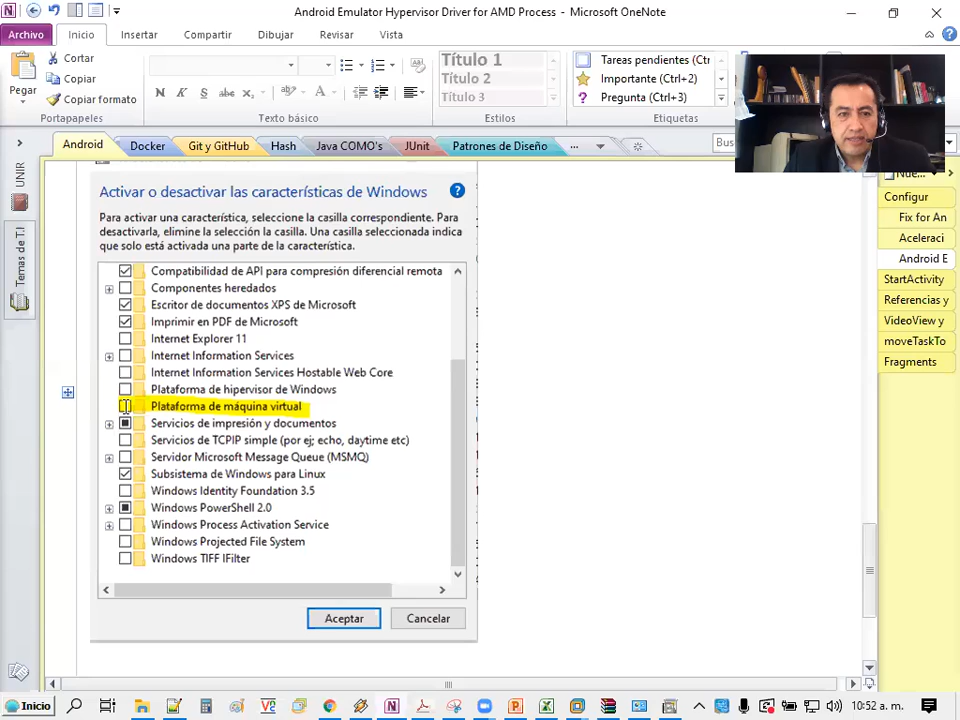 Android Emulator Hypervisor Driver for AMD Process - Microsoft OneNote
Archivo
Inicio
Insertar
Compartir
Dibujar
Revisar
Vista
Pegar
Cortar
Copiar
Copiar formato
Portapapeles
N K S abc X₂
A
Texto básico
Título 1
Título 2
Título 3
Estilos
Tareas pendientes (Ctrl+
Importante (Ctrl+2)
Pregunta (Ctrl+3)
Etiquetas
Android
Docker
Git y GitHub
Hash
Java COMO's
JUnit
Patrones de Diseño
...
Bus
UNIR
Temas de T.I
Activar o desactivar las características de Windows
Para activar una característica, seleccione la casilla correspondiente. Para
desactivarla, elimine la selección de la casilla. Una casilla seleccionada indica
que solo está activada una parte de la característica.
Compatibilidad de API para compresión diferencial remota
Componentes heredados
Escritor de documentos XPS de Microsoft
Imprimir en PDF de Microsoft
Internet Explorer 11
Internet Information Services
Internet Information Services Hostable Web Core
Plataforma de hipervisor de Windows
Plataforma de máquina virtual
Servicios de impresión y documentos
Servicios de TCPIP simple (por ej; echo, daytime etc)
Servidor Microsoft Message Queue (MSMQ)
Subsistema de Windows para Linux
Windows Identity Foundation 3.5
Windows PowerShell 2.0
Windows Process Activation Service
Windows Projected File System
Windows TIFF IFilter
Aceptar
Cancelar
Nue...
Configur
Fix for An
Aceleraci
Android E
StartActivity
Referencias y
VideoView y
moveTaskTo
Fragments
Inicio
10:52 a. m.